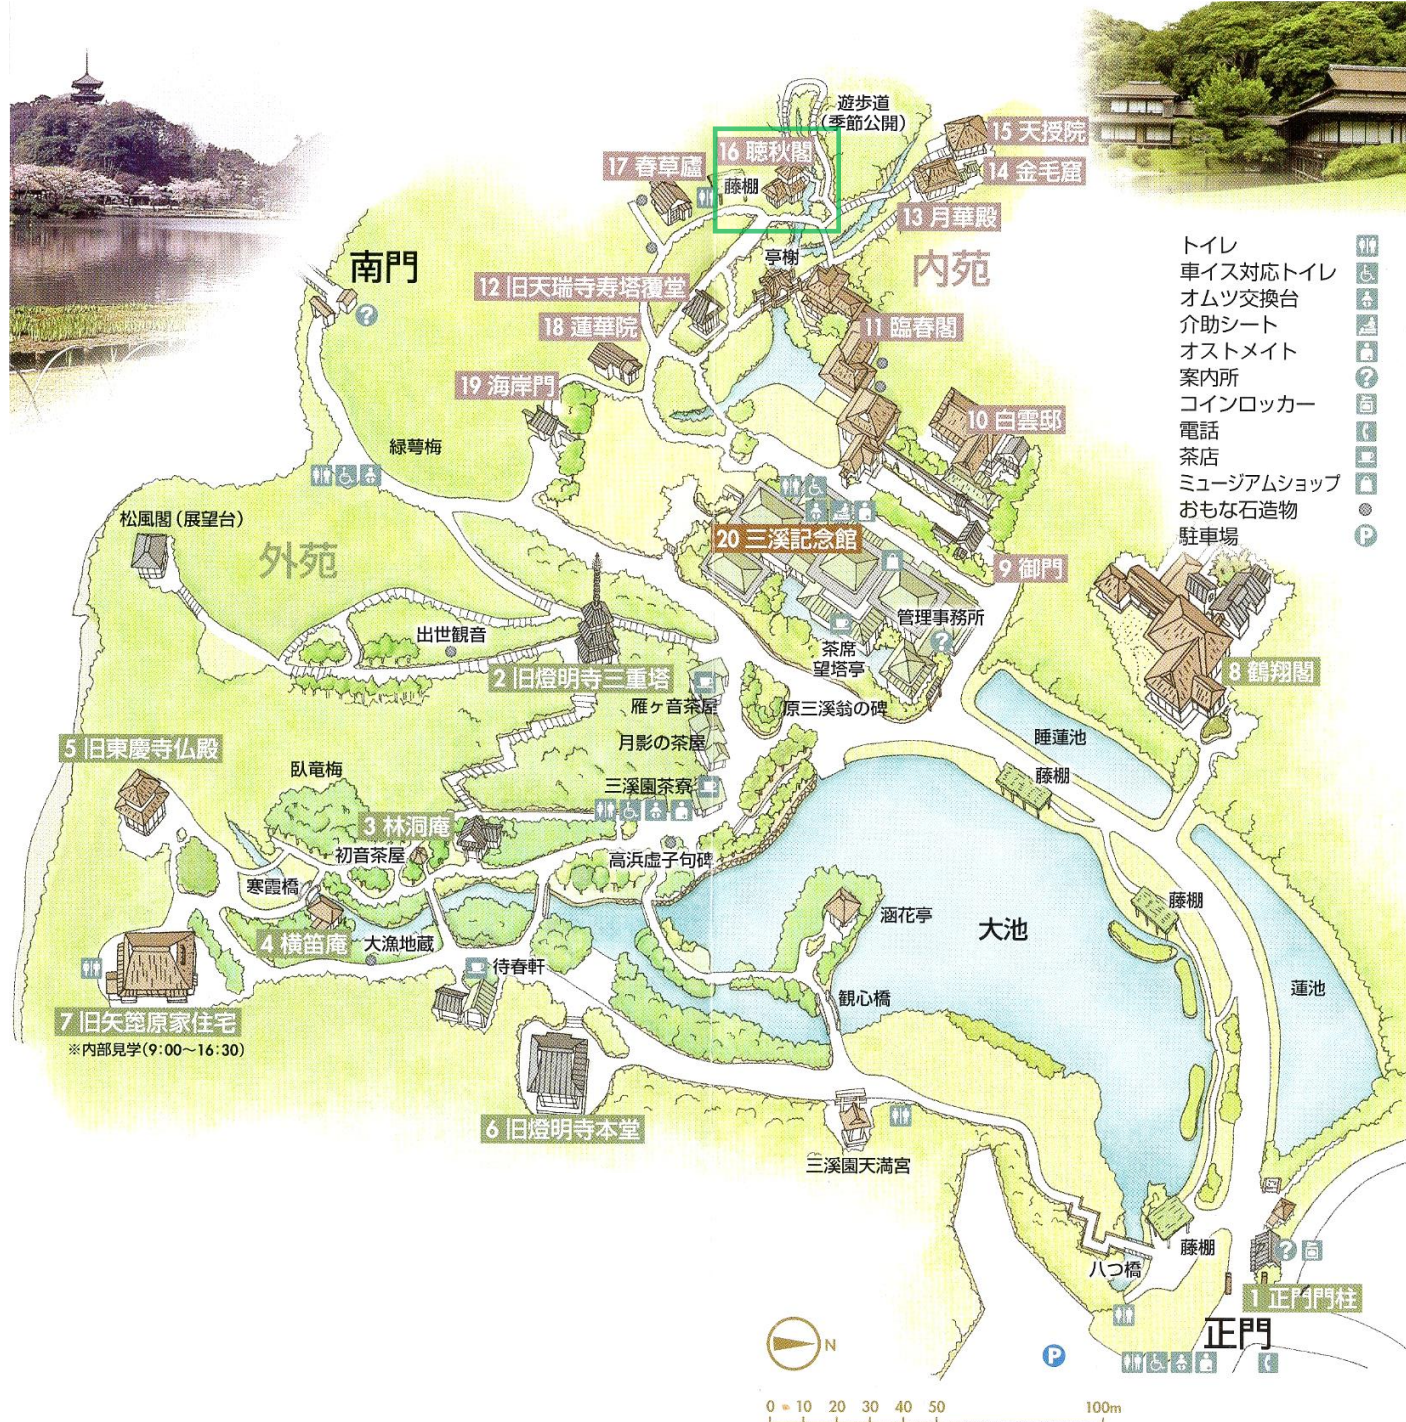 遊歩道
(季節公開)
15 天授院
16 聴秋閣
14 金毛窟
17 春草廬
藤棚
13 月華殿
内苑
亭榭
南門
12 旧天瑞寺寿塔覆堂
18 蓮華院
11 臨春閣
19 海岸門
10 白雲邸
緑萼梅
トイレ
車イス対応トイレ
オムツ交換台
介助シート
オストメイト
案内所
コインロッカー
電話
茶店
ミュージアムショップ
おもな石造物
駐車場
P
松風閣(展望台)
外苑
20 三溪記念館
9 御門
管理事務所
出世観音
茶席
望塔亭
2 旧燈明寺三重塔
8 鶴翔閣
雁ヶ音茶屋
原三溪翁の碑
月影の茶屋
睡蓮池
5 旧東慶寺仏殿
臥竜梅
三溪園茶寮
藤棚
3 林洞庵
初音茶屋
高浜虚子句碑
寒霞橋
藤棚
涵花亭
大池
4 横笛庵
大漁地蔵
待春軒
観心橋
蓮池
7 旧矢箆原家住宅
※内部見学(9:00〜16:30)
6 旧燈明寺本堂
三溪園天満宮
藤棚
八つ橋
1 正門門柱
正門
N
P
0 10 20 30 40 50 100m